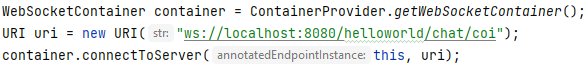 WebSocketContainer container = ContainerProvider.getWebSocketContainer();
URI uri = new URI( str: "ws://localhost:8080/helloworld/chat/coi");
container.connectToServer( annotatedEndpointInstance: this, uri);